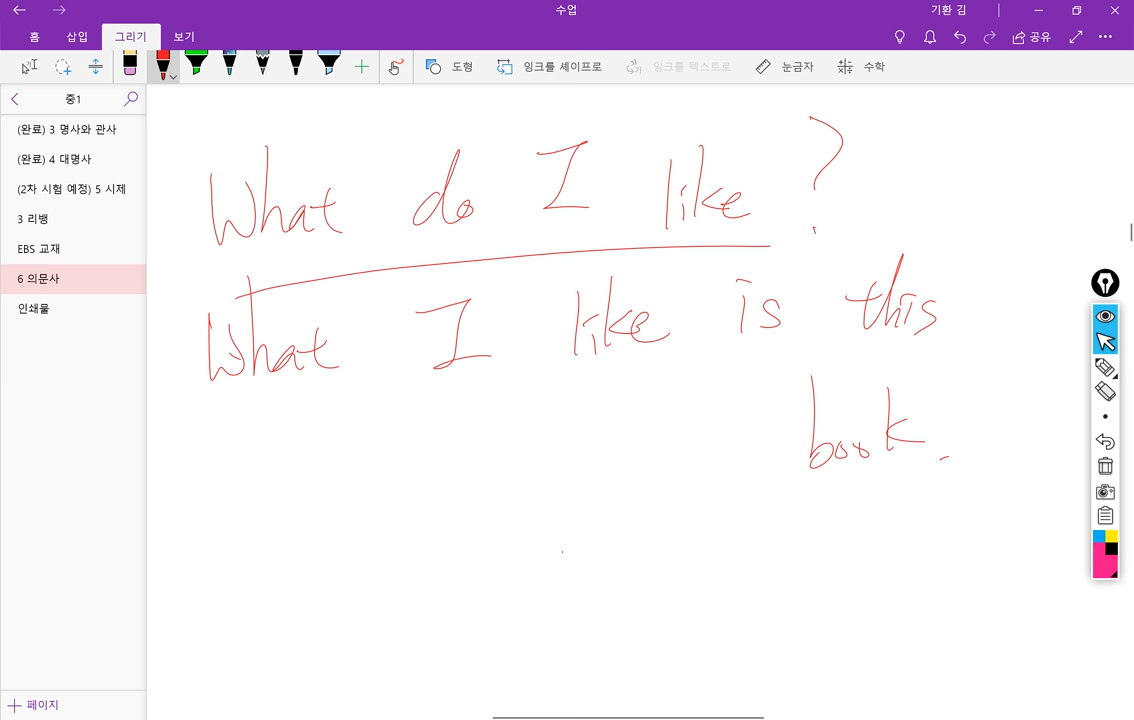 수업
기환 김
홈 삽입 그리기 보기
공유
도형 잉크를 셰이프로 잉크를 텍스트로 눈금자 수학
중1
(완료) 3 명사와 관사
(완료) 4 대명사
(2차 시험 예정) 5 시제
3 리뱅
EBS 교재
6 의문사
인쇄물
What do I like ?
What I like is this
book.
페이지